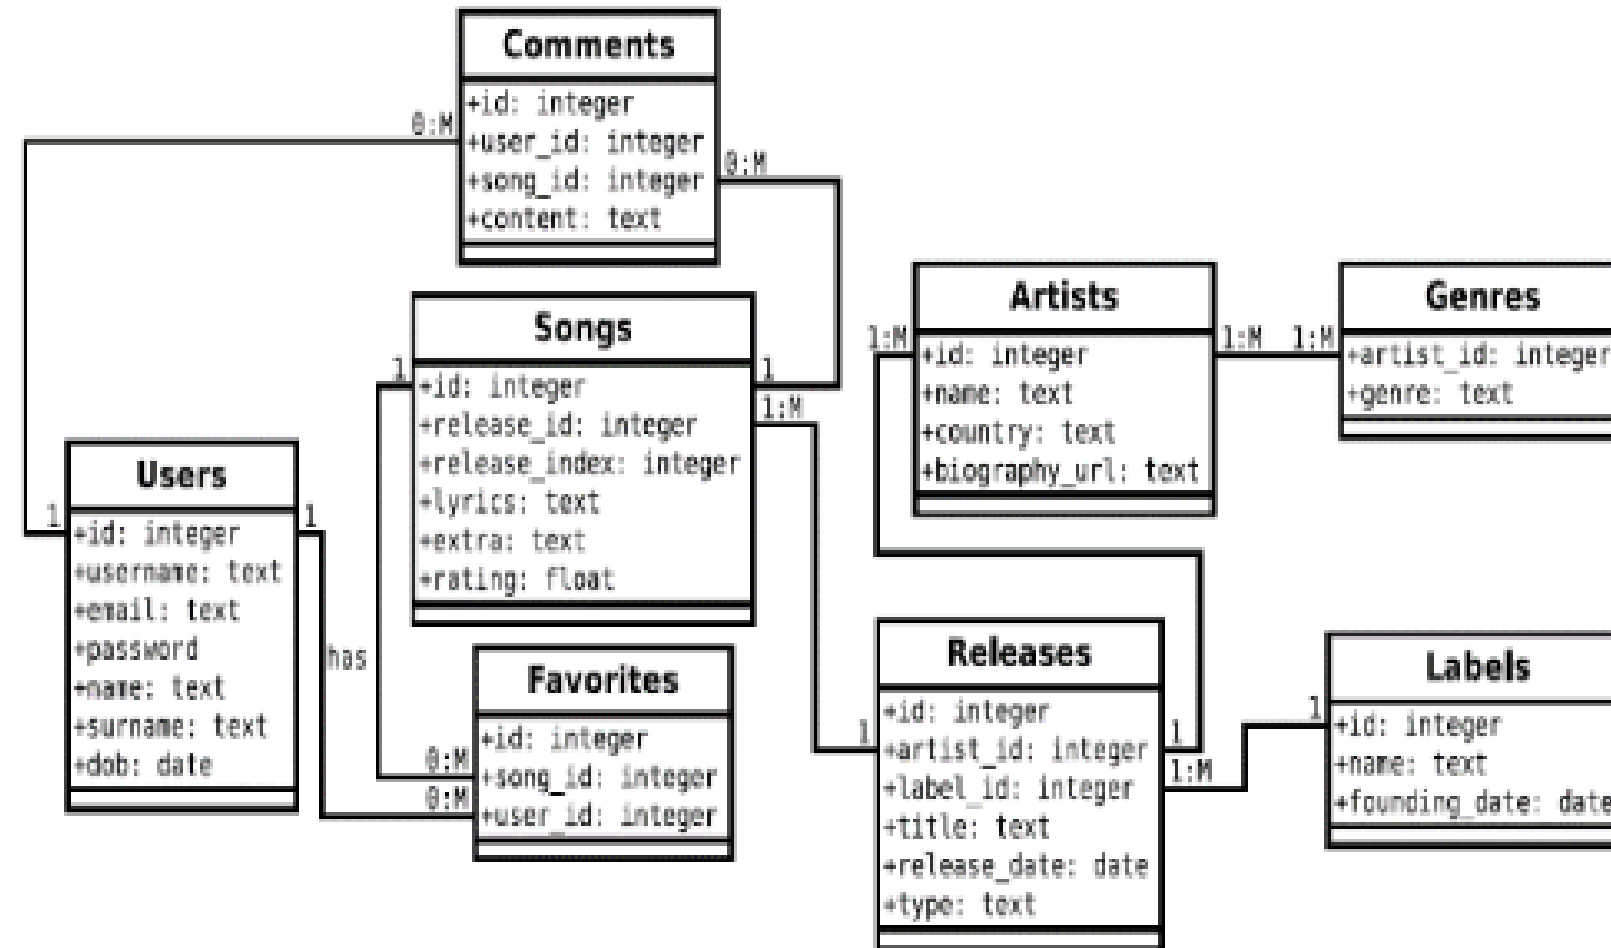 Comments
+id: integer
+user_id: integer
+song_id: integer
+content: text
0:M
0:M
Songs
+id: integer
+release_id: integer
+release_index: integer
+lyrics: text
+extra: text
+rating: float
1
1
1:M
Artists
+id: integer
+name: text
+country: text
+biography_url: text
1:M
1:M
Genres
+artist_id: integer
+genre: text
1:M
Users
+id: integer
+username: text
+email: text
+password
+name: text
+surname: text
+dob: date
1
1
has
Favorites
+id: integer
+song_id: integer
+user_id: integer
0:M
0:M
Releases
+id: integer
+artist_id: integer
+label_id: integer
+title: text
+release_date: date
+type: text
1
1
1:M
Labels
+id: integer
+name: text
+founding_date: date
1